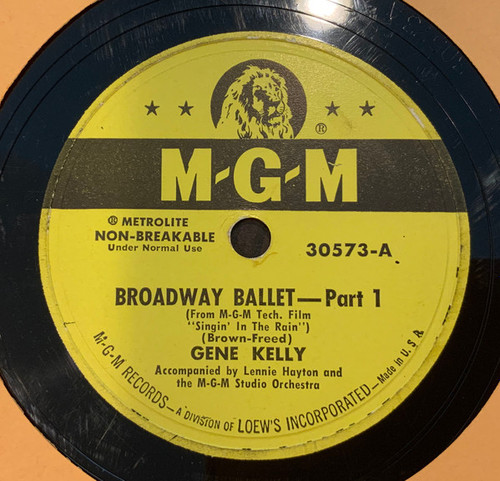 ®
M-G-M
® METROLITE
NON-BREAKABLE
Under Normal Use
30573-A
BROADWAY BALLET—Part 1
(From M-G-M Tech. Film
"Singin' In The Rain")
(Brown-Freed)
GENE KELLY
Accompanied by Lennie Hayton and
the M-G-M Studio Orchestra
M-G-M RECORDS—A DIVISION OF LOEW'S INCORPORATED—Made in U.S.A.